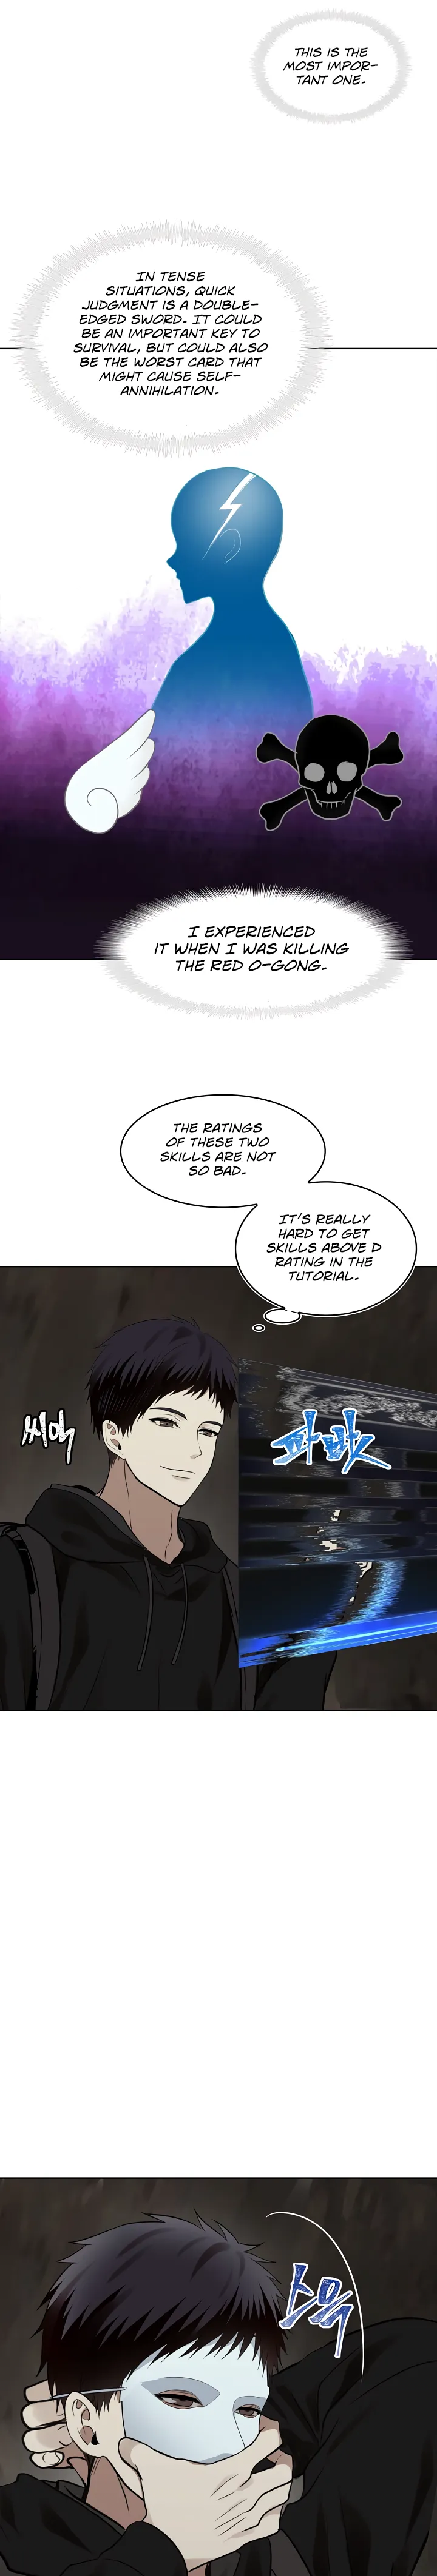 THIS IS THE
MOST IMPOR-
TANT ONE.
IN TENSE
SITUATIONS, QUICK
JUDGMENT IS A DOUBLE-
EDGED SWORD. IT COULD
BE AN IMPORTANT KEY TO
SURVIVAL, BUT COULD ALSO
BE THE WORST CARD THAT
MIGHT CAUSE SELF-
ANNIHILATION.
I EXPERIENCED
IT WHEN I WAS KILLING
THE RED O-GONG.
THE RATINGS
OF THESE TWO
SKILLS ARE NOT
SO BAD.
IT'S REALLY
HARD TO GET
SKILLS ABOVE D
RATING IN THE
TUTORIAL.
파밧
스윽